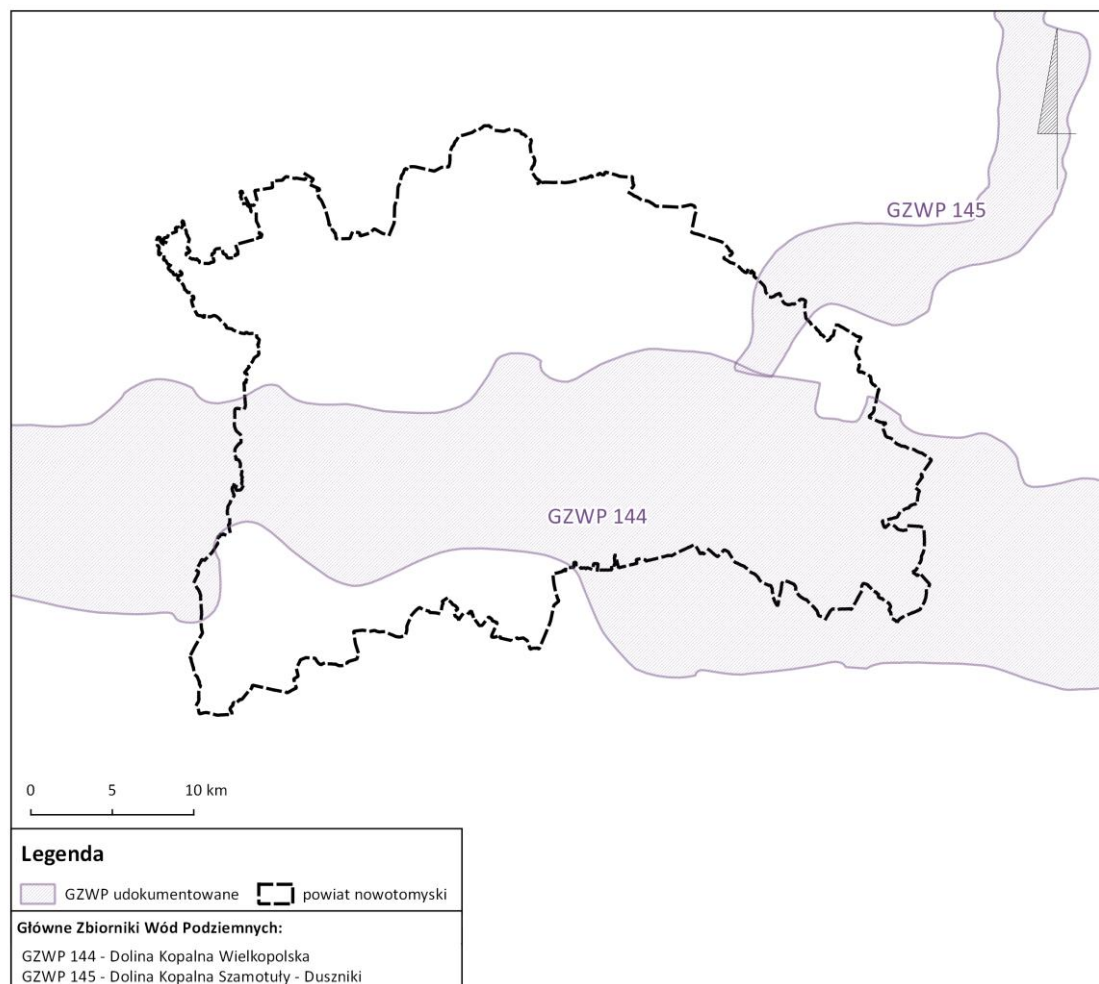 GZWP 145
GZWP 144
0 5 10 km
Legenda
GZWP udokumentowane powiat nowotomyski
Główne Zbiorniki Wód Podziemnych:
GZWP 144 - Dolina Kopalna Wielkopolska
GZWP 145 - Dolina Kopalna Szamotuły - Duszniki